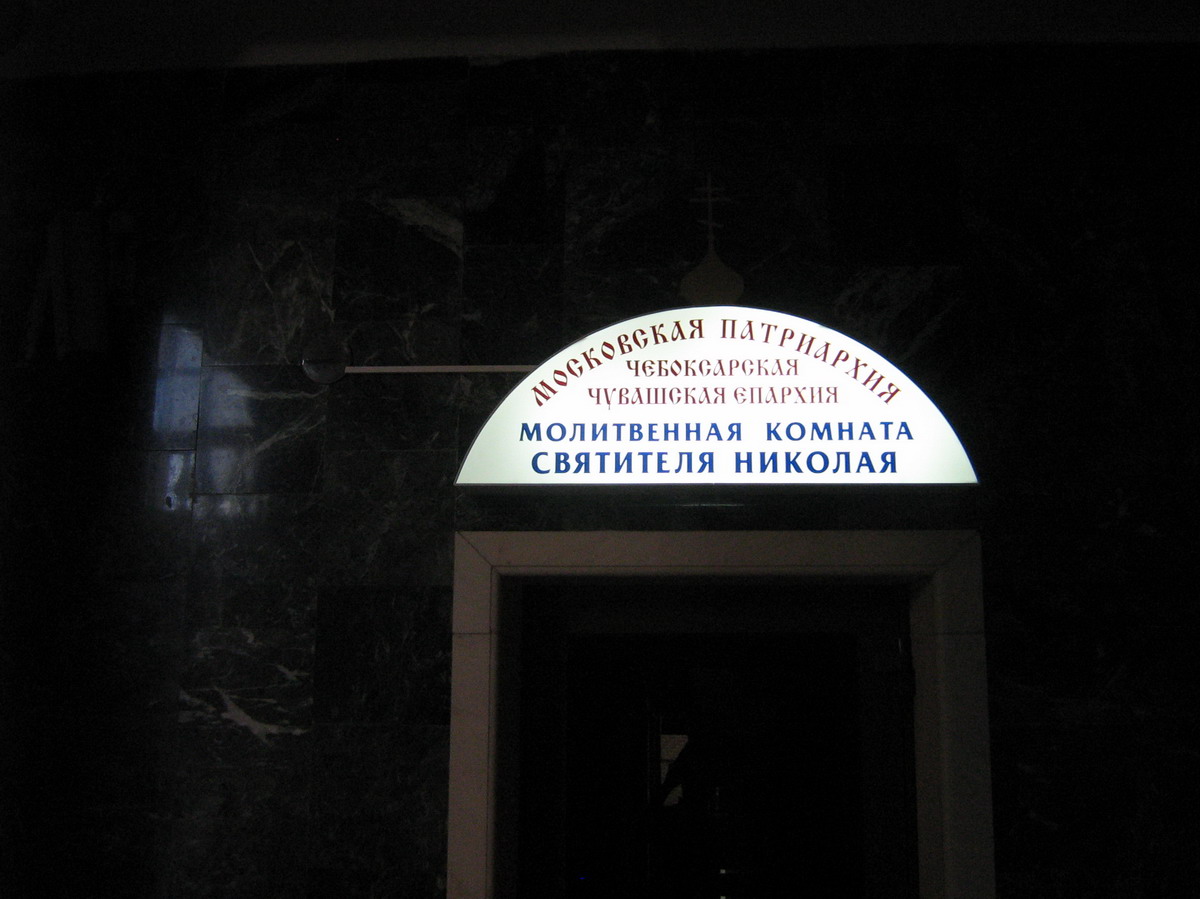 МОСКОВСКАЯ ПАТРИАРХИЯ
ЧЕБОКСАРСКАЯ
ЧУВАШСКАЯ ЕПАРХИЯ
МОЛИТВЕННАЯ КОМНАТА
СВЯТИТЕЛЯ НИКОЛАЯ